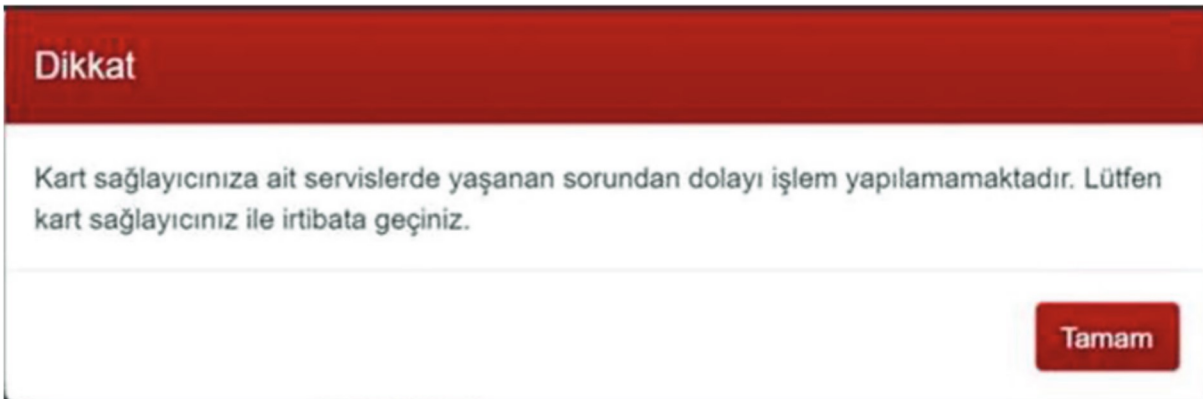 Dikkat
Kart sağlayıcınıza ait servislerde yaşanan sorundan dolayı işlem yapılamamaktadır. Lütfen
kart sağlayıcınız ile irtibata geçiniz.
Tamam